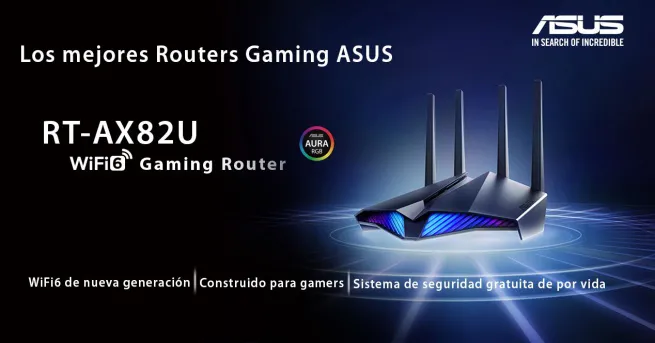 ASUS
IN SEARCH OF INCREDIBLE
Los mejores Routers Gaming ASUS
RT-AX82U
WiFi6 Gaming Router
ASUS
AURA
RGB
WiFi6 de nueva generación | Construido para gamers | Sistema de seguridad gratuita de por vida